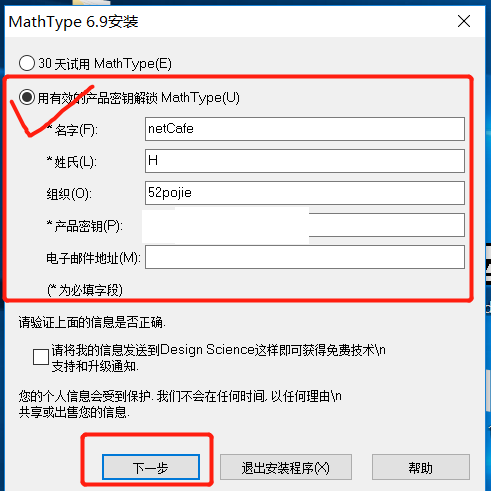 MathType 6.9安装
30 天试用 MathType(E)
用有效的产品密钥解锁 MathType(U)
* 名字(F): netCafe
* 姓氏(L): H
组织(O): 52pojie
* 产品密钥(P):
电子邮件地址(M):
(* 为必填字段)
请验证上面的信息是否正确.
请将我的信息发送到Design Science这样即可获得免费技术\n
支持和升级通知.
您的个人信息会受到保护. 我们不会在任何时间, 以任何理由\n
共享或出售您的信息.
下一步 退出安装程序(X) 帮助